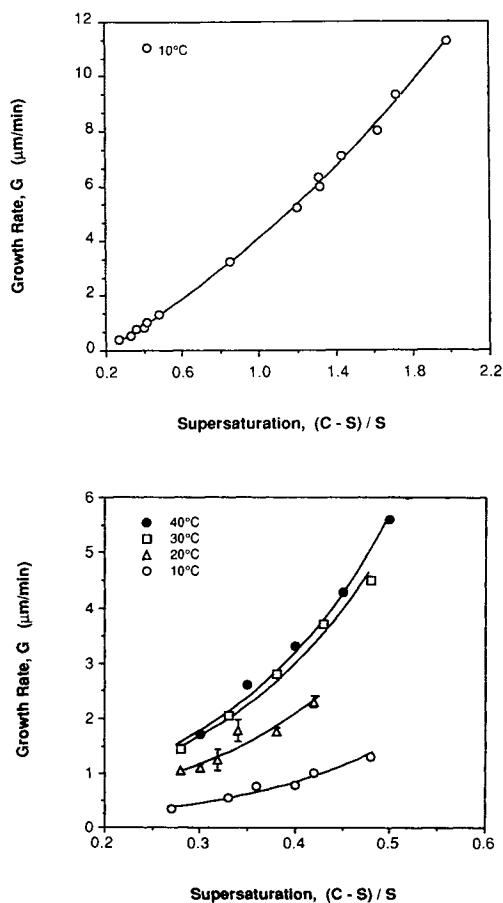 12
10
8
6
4
2
0
Growth Rate, G (μm/min)
10°C
0.2 0.6 1.0 1.4 1.8 2.2
Supersaturation, (C - S) / S
6
5
4
3
2
1
0
Growth Rate, G (μm/min)
40°C
30°C
20°C
10°C
0.2 0.3 0.4 0.5 0.6
Supersaturation, (C - S) / S